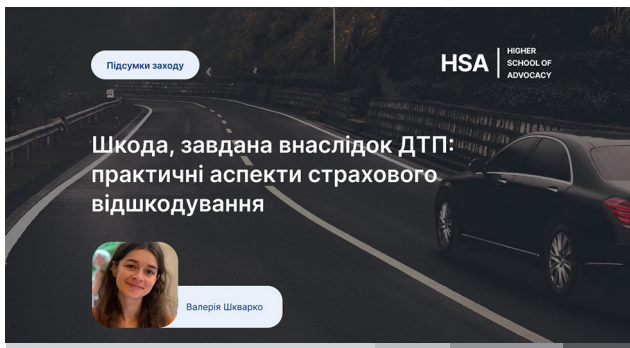 Підсумки заходу
HSA
HIGHER
SCHOOL OF
ADVOCACY
Шкода, завдана внаслідок ДТП:
практичні аспекти страхового
відшкодування
Валерія Шкварко